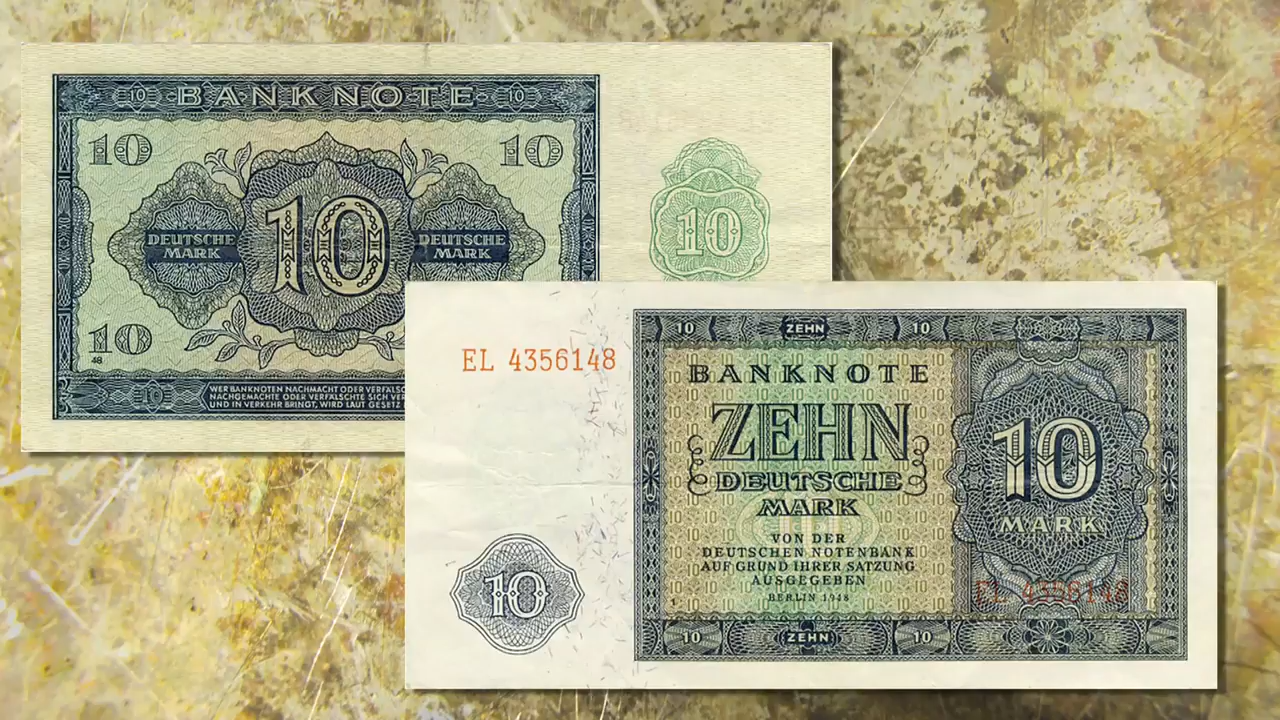 10 BANKNOTE 10
10 10
DEUTSCHE
MARK
10
DEUTSCHE
MARK
10
10
48
10
WER BANKNOTEN NACHMACHT ODER VERFÄLSC
NACHGEMACHTE ODER VERFÄLSCHTE SICH VER
UND IN VERKEHR BRINGT, WIRD LAUT GESETZ
10 ZEHN 10
EL 4356148
BANKNOTE
ZEHN
DEUTSCHE
MARK
10
MARK
VON DER
DEUTSCHEN NOTENBANK
AUF GRUND IHRER SATZUNG
AUSGEGEBEN
BERLIN 1948
EL 4356148
10
10 ZEHN 10